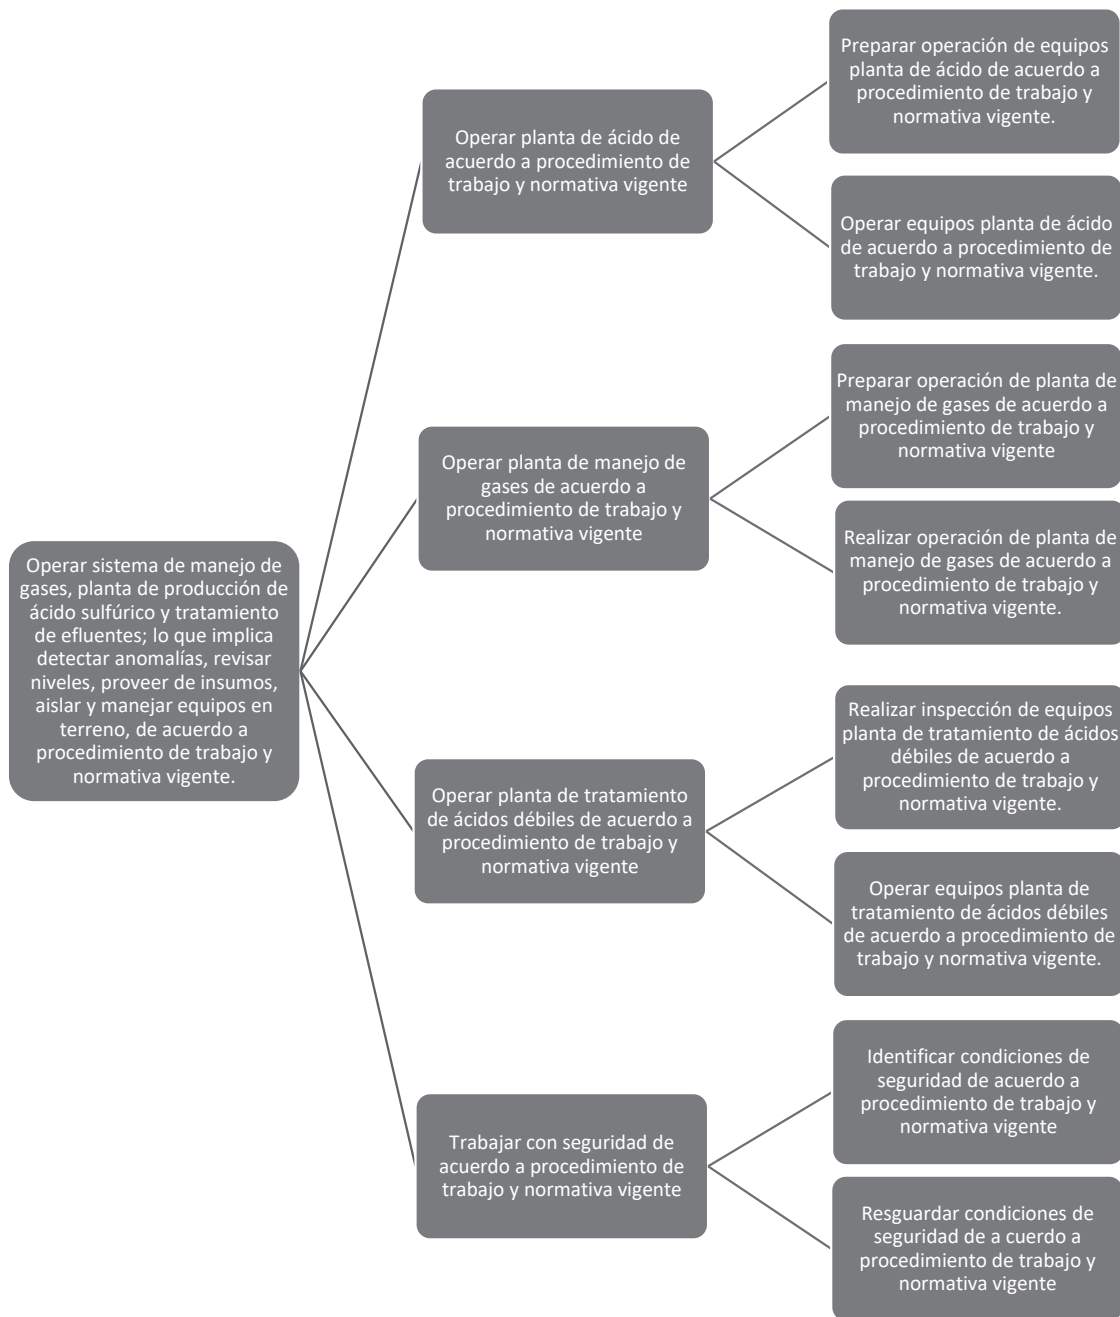 Operar sistema de manejo de
gases, planta de producción de
ácido sulfúrico y tratamiento
de efluentes; lo que implica
detectar anomalías, revisar
niveles, proveer de insumos,
aislar y manejar equipos en
terreno, de acuerdo a
procedimiento de trabajo y
normativa vigente.
Operar planta de ácido de
acuerdo a procedimiento de
trabajo y normativa vigente
Preparar operación de equipos
planta de ácido de acuerdo a
procedimiento de trabajo y
normativa vigente.
Operar equipos planta de ácido
de acuerdo a procedimiento de
trabajo y normativa vigente.
Operar planta de manejo de
gases de acuerdo a
procedimiento de trabajo y
normativa vigente
Preparar operación de planta de
manejo de gases de acuerdo a
procedimiento de trabajo y
normativa vigente
Realizar operación de planta de
manejo de gases de acuerdo a
procedimiento de trabajo y
normativa vigente.
Operar planta de tratamiento
de ácidos débiles de acuerdo a
procedimiento de trabajo y
normativa vigente
Realizar inspección de equipos
planta de tratamiento de ácidos
débiles de acuerdo a
procedimiento de trabajo y
normativa vigente.
Operar equipos planta de
tratamiento de ácidos débiles
de acuerdo a procedimiento de
trabajo y normativa vigente.
Trabajar con seguridad de
acuerdo a procedimiento de
trabajo y normativa vigente
Identificar condiciones de
seguridad de acuerdo a
procedimiento de trabajo y
normativa vigente
Resguardar condiciones de
seguridad de a cuerdo a
procedimiento de trabajo y
normativa vigente